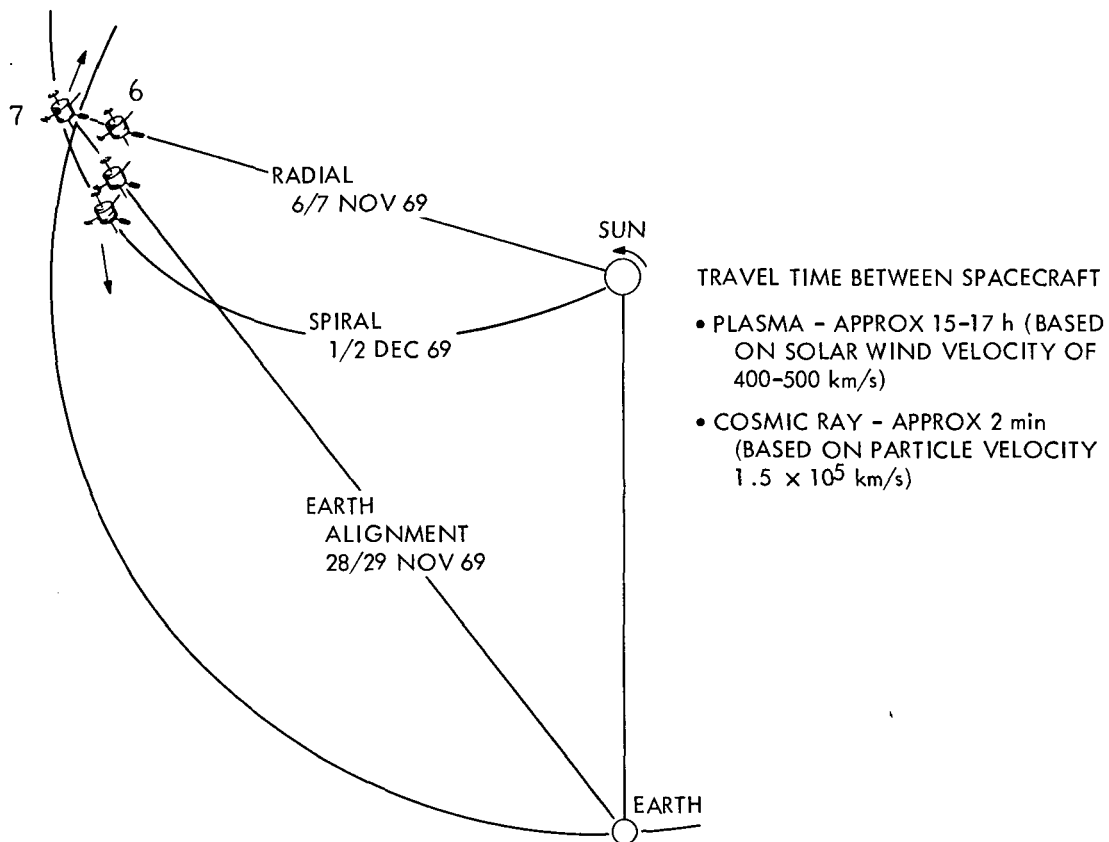 6
7
RADIAL
6/7 NOV 69
SUN
SPIRAL
1/2 DEC 69
TRAVEL TIME BETWEEN SPACECRAFT
• PLASMA - APPROX 15-17 h (BASED
ON SOLAR WIND VELOCITY OF
400-500 km/s)
• COSMIC RAY - APPROX 2 min
(BASED ON PARTICLE VELOCITY
1.5 × 10⁵ km/s)
EARTH
ALIGNMENT
28/29 NOV 69
EARTH